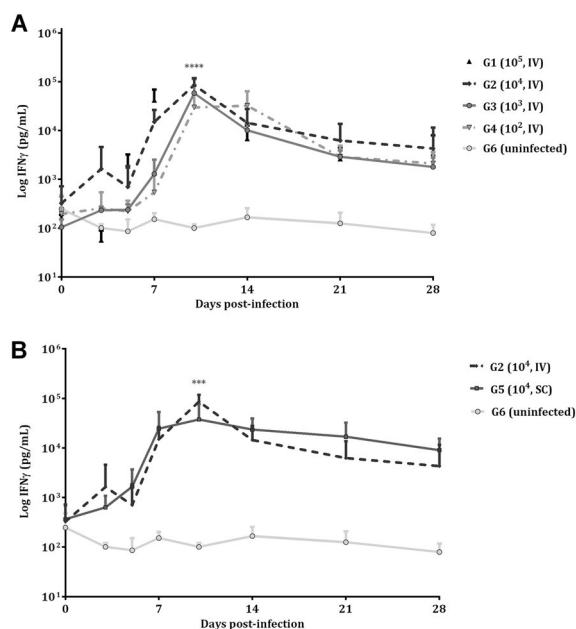 A
Log IFNγ (pg/mL)
10⁶
10⁵
10⁴
10³
10²
10¹
****
0 7 14 21 28
Days post-infection
G1 (10⁵, IV)
G2 (10⁴, IV)
G3 (10³, IV)
G4 (10², IV)
G6 (uninfected)
B
Log IFNγ (pg/mL)
10⁶
10⁵
10⁴
10³
10²
10¹
***
0 7 14 21 28
Days post-infection
G2 (10⁴, IV)
G5 (10⁴, SC)
G6 (uninfected)